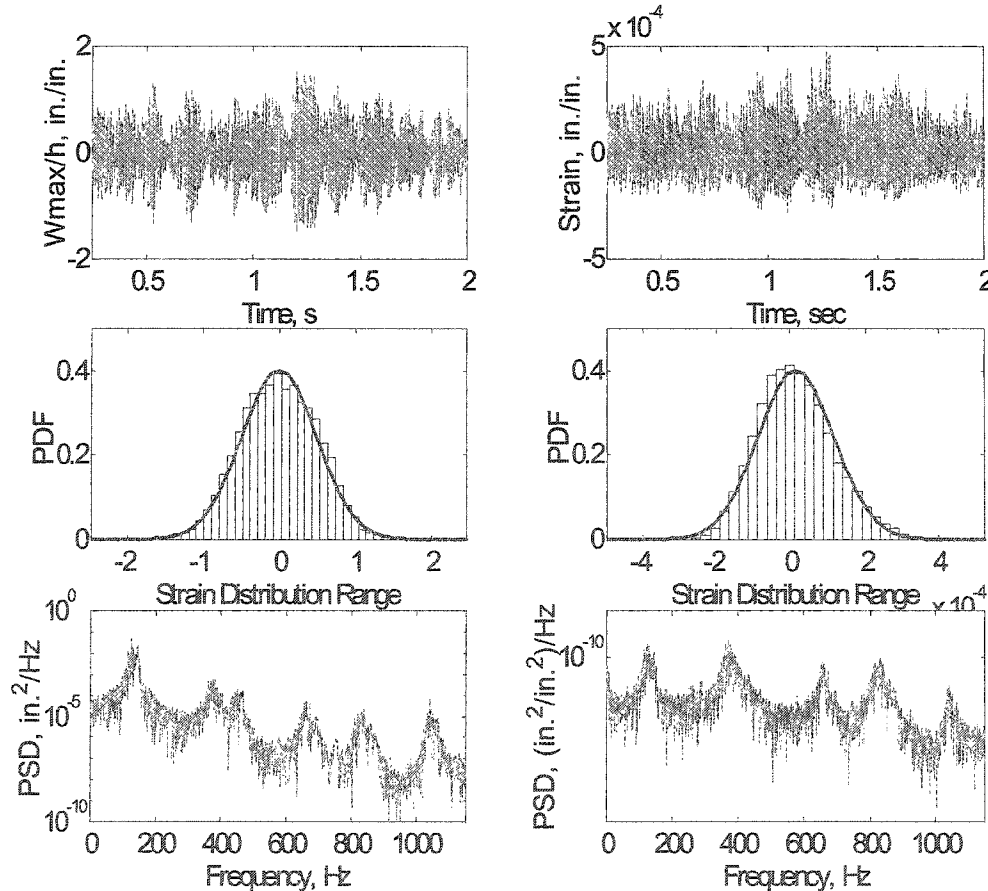 2
0
-2
Wmax/h, in./in.
0.5 1 1.5 2
Time, s
5 × 10⁻⁴
0
-5
Strain, in./in.
0.5 1 1.5 2
Time, sec
0.4
0.2
0
PDF
-2 -1 0 1 2
Strain Distribution Range
0.4
0.2
0
PDF
-4 -2 0 2 4
Strain Distribution Range
× 10⁻⁴
10⁰
10⁻⁵
10⁻¹⁰
PSD, in.²/Hz
0 200 400 600 800 1000
Frequency, Hz
10⁻¹⁰
PSD, (in.²/in.²)/Hz
0 200 400 600 800 1000
Frequency, Hz